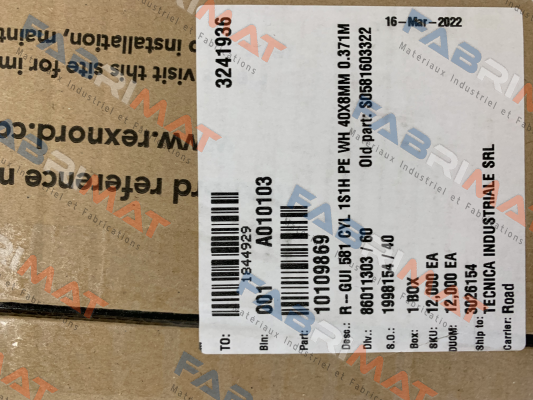 16-Mar-2022
TO: 3241936
1844929
Bin: 001 A010103
Part: 10109869
Desc.: R-GUI 581 CYL 1S1H PE WH 40X8MM 0.371M
Div.: 86011303 / 60 Old-part: S0581603322
S.O.: 1998154 / 40
Box: 1 BOX
SKU: 12,000 EA
DUOM: 12,000 EA
Ship to: 3026154
TECNICA INDUSTRIALE SRL
Carrier: Road
installation, maint
visit this site for im
w.rexnord.co
rd reference n
FABRIMAT
Materiaux Industriel et Fabrications